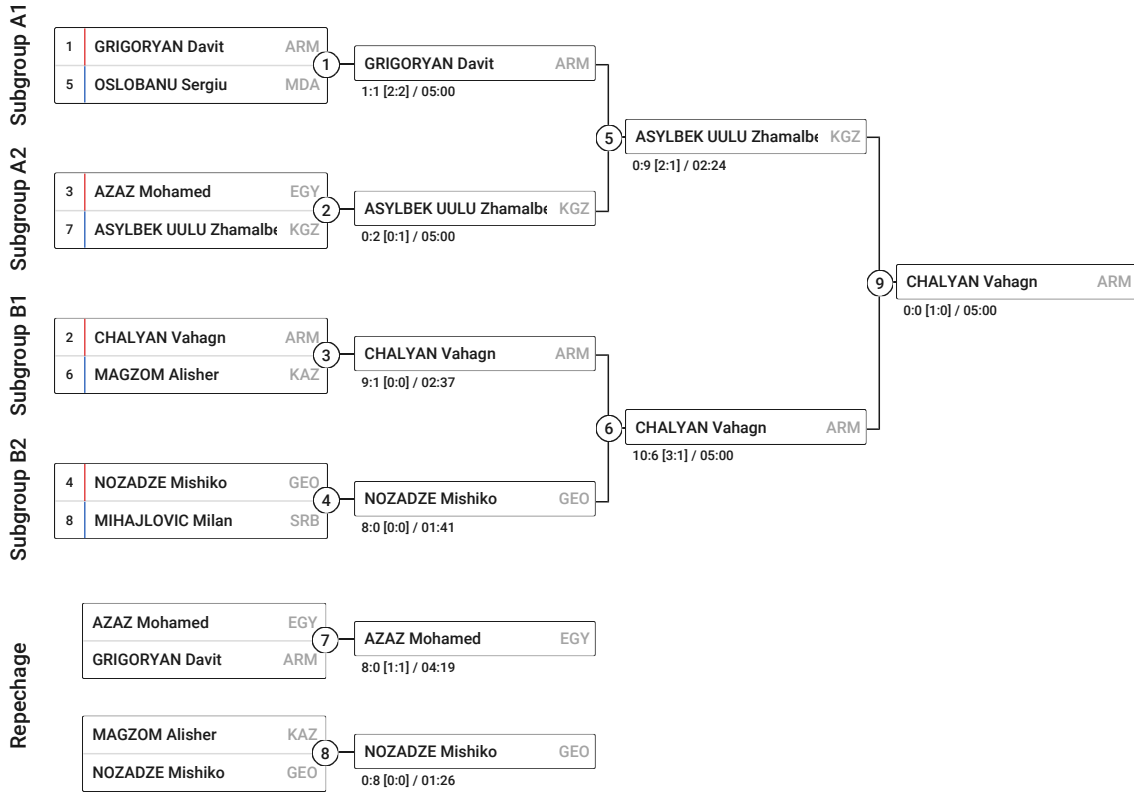 Subgroup A1
1 GRIGORYAN Davit ARM
5 OSLOBANU Sergiu MDA
1
GRIGORYAN Davit ARM
1:1 [2:2] / 05:00
Subgroup A2
3 AZAZ Mohamed EGY
7 ASYLBEK UULU Zhamalbe KGZ
2
ASYLBEK UULU Zhamalbe KGZ
0:2 [0:1] / 05:00
5
ASYLBEK UULU Zhamalbe KGZ
0:9 [2:1] / 02:24
Subgroup B1
2 CHALYAN Vahagn ARM
6 MAGZOM Alisher KAZ
3
CHALYAN Vahagn ARM
9:1 [0:0] / 02:37
Subgroup B2
4 NOZADZE Mishiko GEO
8 MIHAJLOVIC Milan SRB
4
NOZADZE Mishiko GEO
8:0 [0:0] / 01:41
6
CHALYAN Vahagn ARM
10:6 [3:1] / 05:00
9
CHALYAN Vahagn ARM
0:0 [1:0] / 05:00
Repechage
AZAZ Mohamed EGY
GRIGORYAN Davit ARM
7
AZAZ Mohamed EGY
8:0 [1:1] / 04:19
MAGZOM Alisher KAZ
NOZADZE Mishiko GEO
8
NOZADZE Mishiko GEO
0:8 [0:0] / 01:26